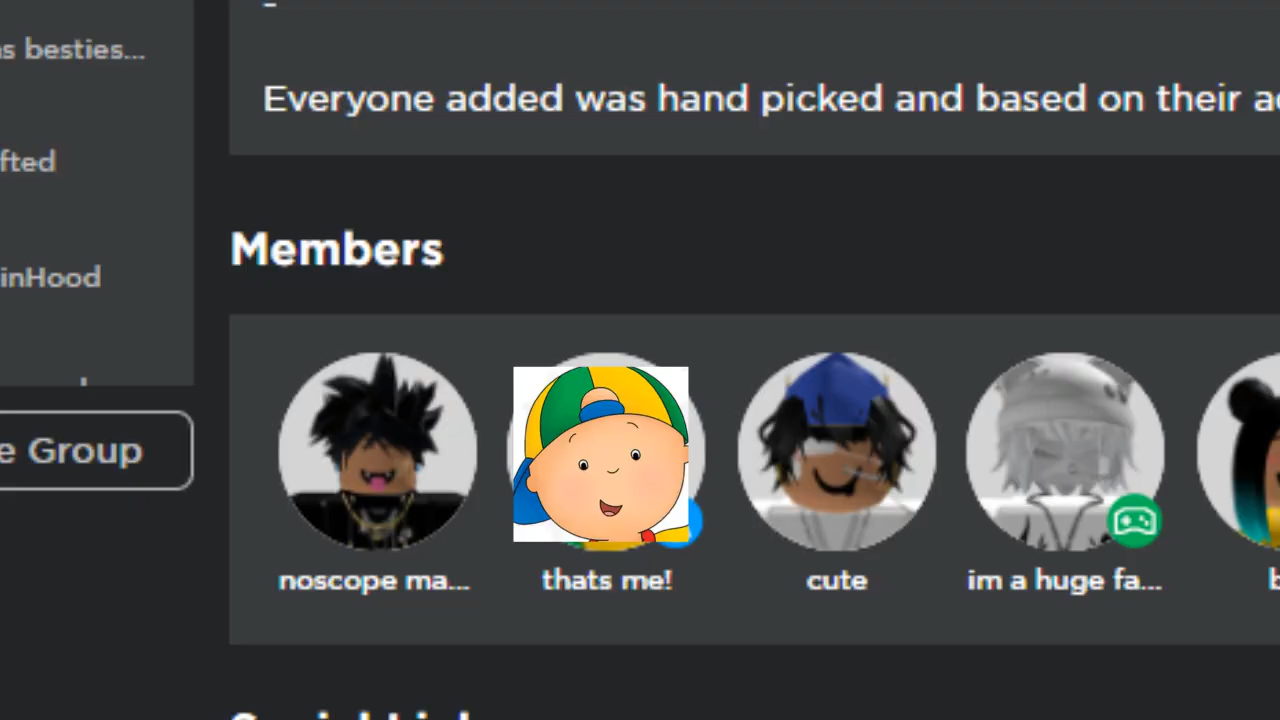 s besties...
Everyone added was hand picked and based on their a
fted
Members
inHood
e Group
noscope ma...
thats me!
cute
im a huge fa...